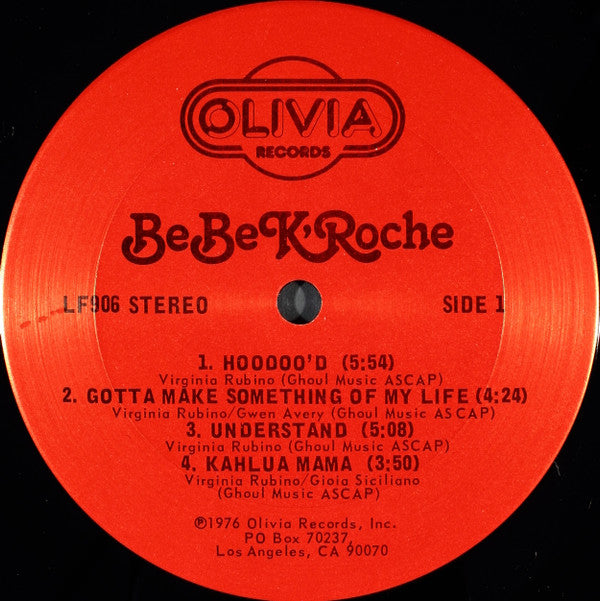 OLIVIA
RECORDS
BeBe K'Roche
LF906 STEREO
SIDE 1
1. HOODOO'D (5:54)
Virginia Rubino (Ghoul Music ASCAP)
2. GOTTA MAKE SOMETHING OF MY LIFE (4:24)
Virginia Rubino/Gwen Avery (Ghoul Music ASCAP)
3. UNDERSTAND (5:08)
Virginia Rubino (Ghoul Music ASCAP)
4. KAHLUA MAMA (3:50)
Virginia Rubino/Gioia Siciliano
(Ghoul Music ASCAP)
℗1976 Olivia Records, Inc.
PO Box 70237,
Los Angeles, CA 90070